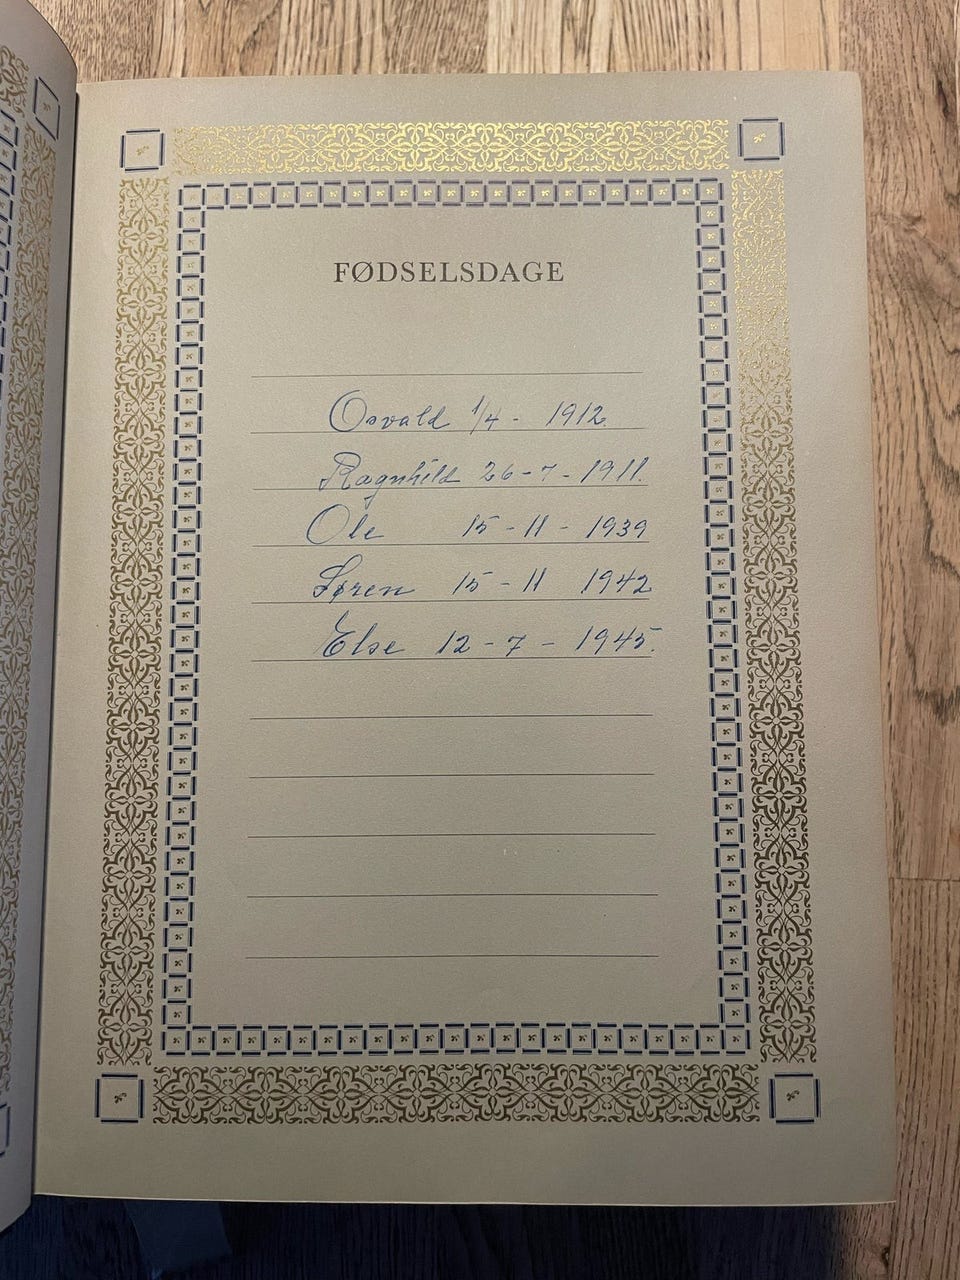 FØDSELSDAGE
Osvald 1/4 - 1912.
Ragnhild 26-7-1911.
Ole 15-11-1939
Søren 15-11 1942
Else 12-7-1945.